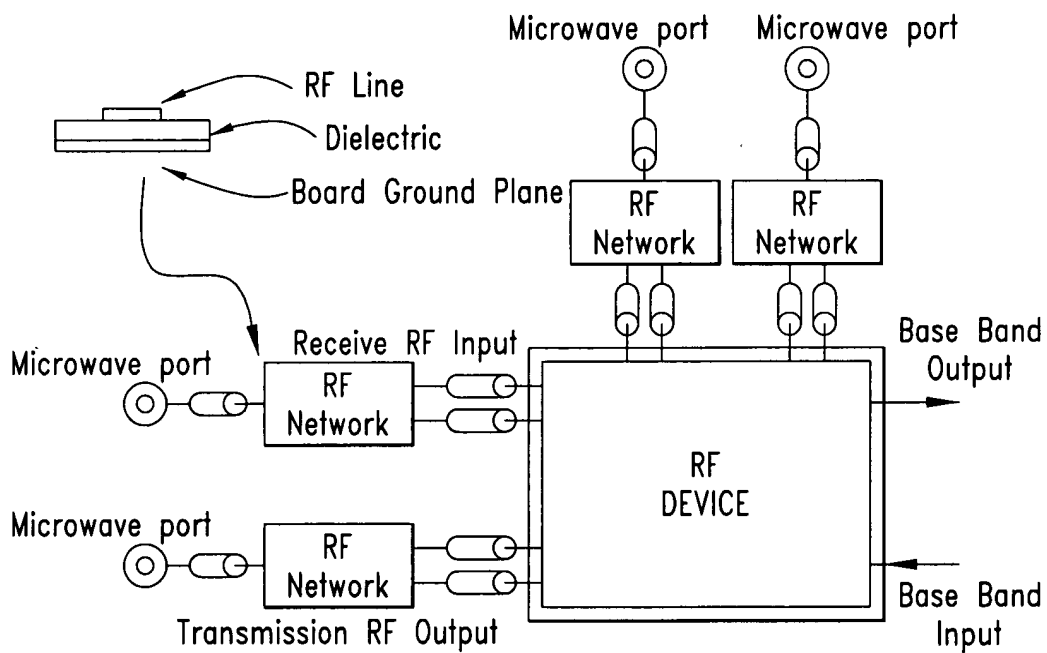 Microwave port
Microwave port
RF Line
Dielectric
Board Ground Plane
RF
Network
RF
Network
Receive RF Input
Base Band
Output
Microwave port
RF
Network
RF
DEVICE
Microwave port
RF
Network
Base Band
Input
Transmission RF Output